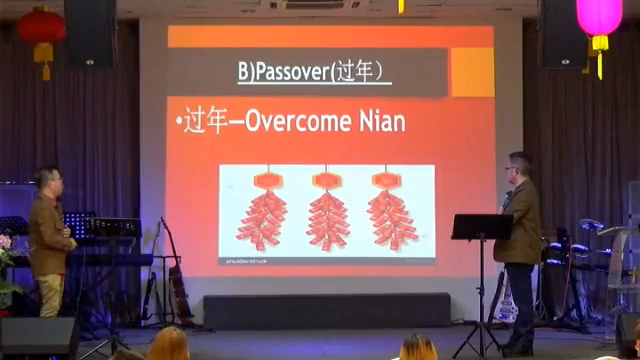 B)Passover(过年）
•过年—Overcome Nian